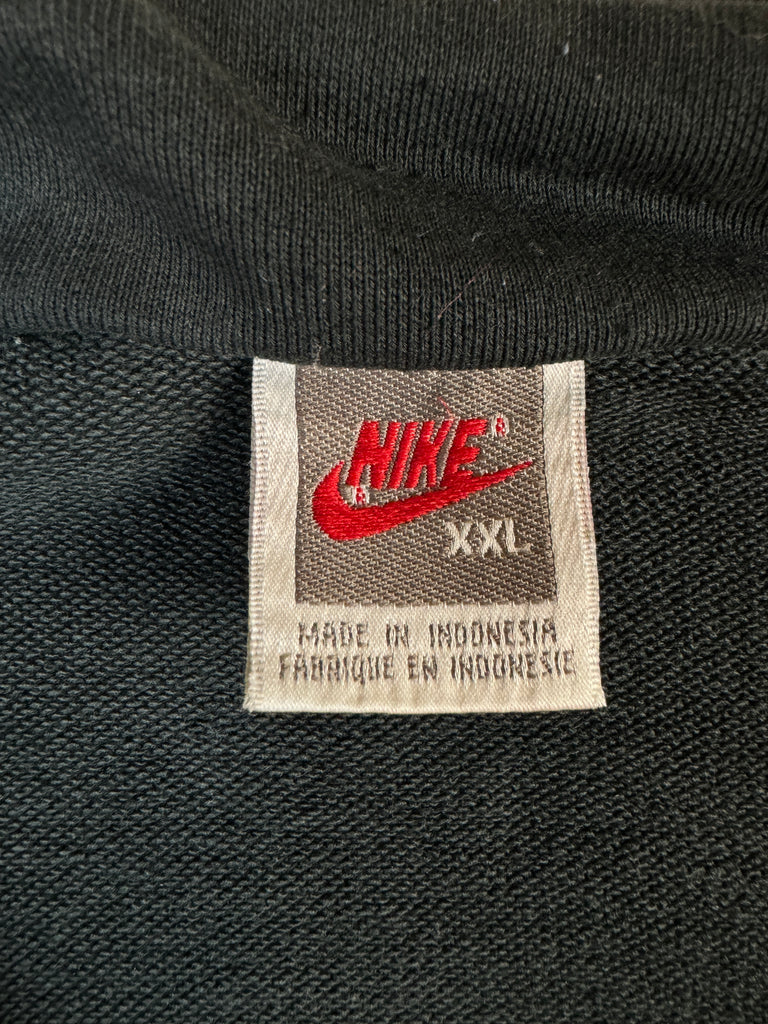 NIKE®
®
XXL
MADE IN INDONESIA
FABRIQUE EN INDONESIE